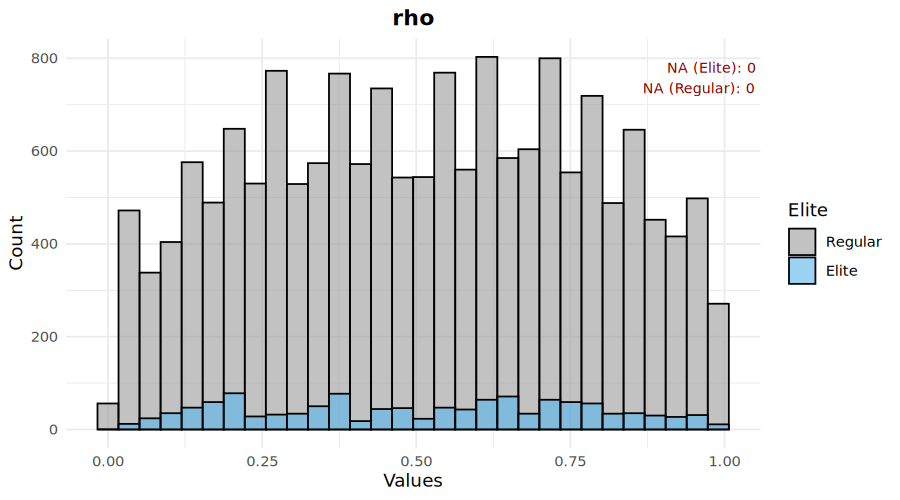 rho
800
600
400
200
0
Count
NA (Elite): 0
NA (Regular): 0
0.00
0.25
0.50
0.75
1.00
Values
Elite
Regular
Elite